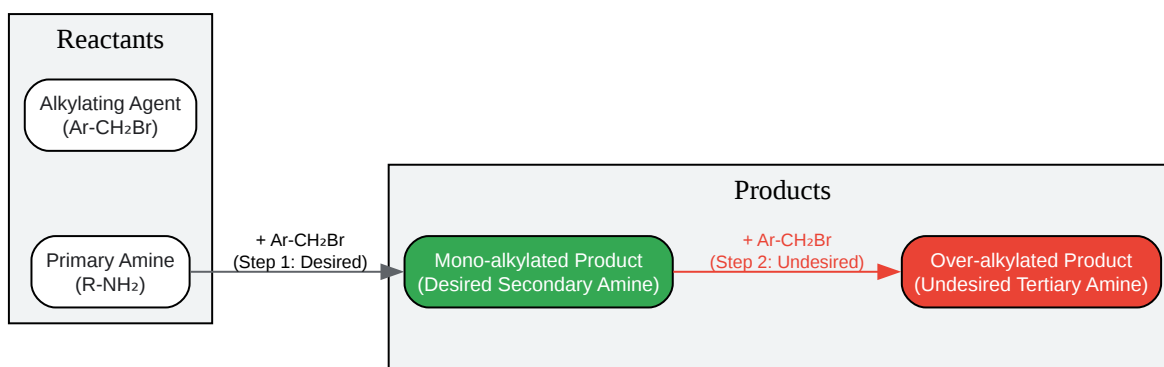 Reactants
Alkylating Agent
(Ar-CH₂Br)
Primary Amine
(R-NH₂)
+ Ar-CH₂Br
(Step 1: Desired)
Products
Mono-alkylated Product
(Desired Secondary Amine)
+ Ar-CH₂Br
(Step 2: Undesired)
Over-alkylated Product
(Undesired Tertiary Amine)